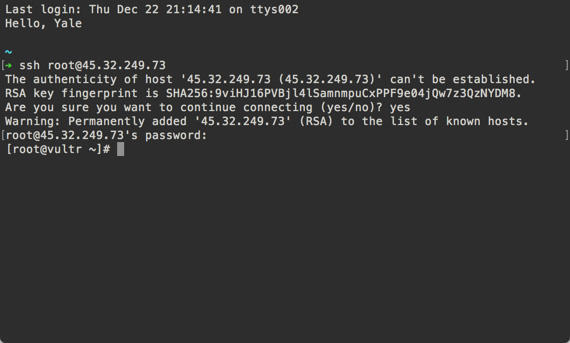 Last login: Thu Dec 22 21:14:41 on ttys002
Hello, Yale
~
[➜ ssh root@45.32.249.73 ]
The authenticity of host '45.32.249.73 (45.32.249.73)' can't be established.
RSA key fingerprint is SHA256:9viHJ16PVBjl4lSamnmpuCxPPF9e04jQw7z3QzNYDM8.
Are you sure you want to continue connecting (yes/no)? yes
Warning: Permanently added '45.32.249.73' (RSA) to the list of known hosts.
[root@45.32.249.73's password: ]
[root@vultr ~]#